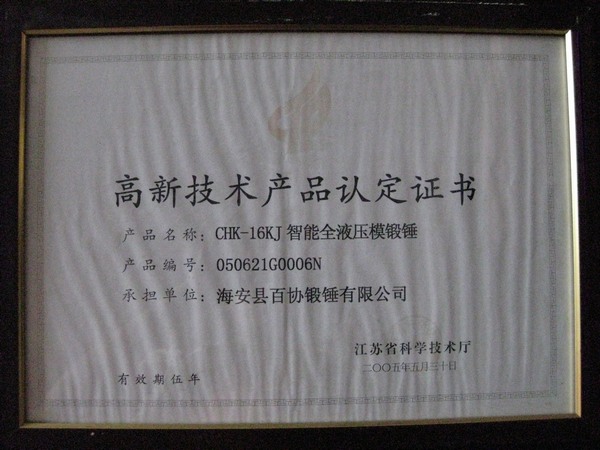 高新技术产品认定证书
产品名称：CHK-16KJ 智能全液压模锻锤
产品编号：050621G0006N
承担单位：海安县百协锻锤有限公司
江苏省科学技术厅
二〇〇五年五月三十日
有效期伍年